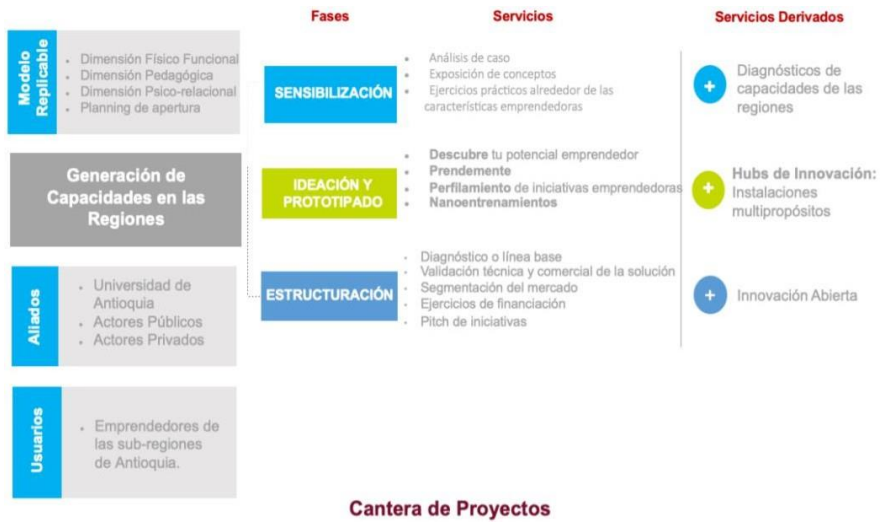 Fases
Servicios
Servicios Derivados
Modelo
Replicable
Dimensión Físico Funcional
Dimensión Pedagógica
Dimensión Psico-relacional
Planning de apertura
Generación de
Capacidades en las
Regiones
Aliados
Universidad de
Antioquia
Actores Públicos
Actores Privados
Usuarios
Emprendedores de
las sub-regiones
de Antioquia.
SENSIBILIZACIÓN
Análisis de caso
Exposición de conceptos
Ejercicios prácticos alrededor de las
características emprendedoras
+
Diagnósticos de
capacidades de las
regiones
IDEACIÓN Y
PROTOTIPADO
Descubre tu potencial emprendedor
Prendemente
Perfilamiento de iniciativas emprendedoras
Nanoentrenamientos
+
Hubs de Innovación:
Instalaciones
multipropósitos
ESTRUCTURACIÓN
Diagnóstico o línea base
Validación técnica y comercial de la solución
Segmentación del mercado
Ejercicios de financiación
Pitch de iniciativas
+
Innovación Abierta
Cantera de Proyectos